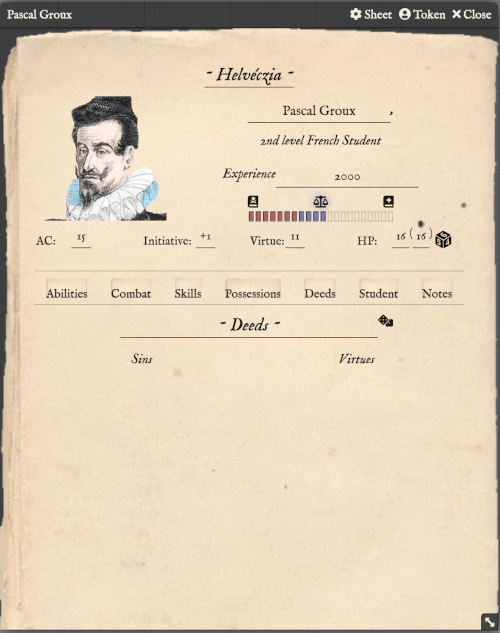 Pascal Groux Sheet Token Close
~ Helvéczia ~
Pascal Groux ,
2nd level French Student
Experience 2000
AC: 15 Initiative: +1 Virtue: 11 HP: 16 ( 16 )
Abilities Combat Skills Possessions Deeds Student Notes
~ Deeds ~
Sins Virtues